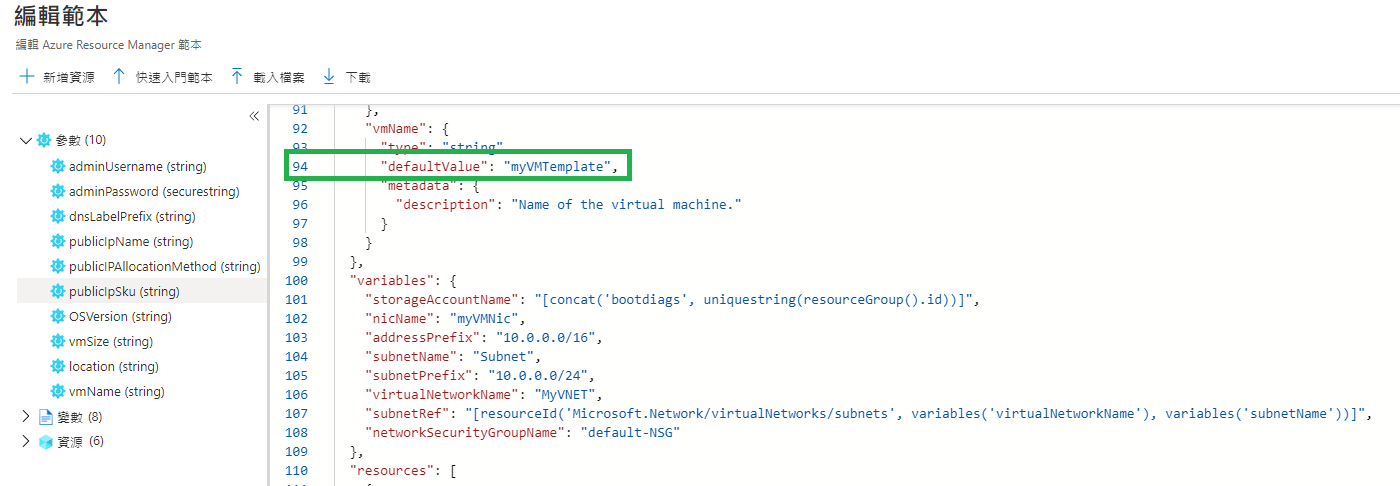 編輯範本
編輯 Azure Resource Manager 範本
新增資源 快速入門範本 載入檔案 下載
參數 (10)
adminUsername (string)
adminPassword (securestring)
dnsLabelPrefix (string)
publicIpName (string)
publicIPAllocationMethod (string)
publicIpSku (string)
OSVersion (string)
vmSize (string)
location (string)
vmName (string)
變數 (8)
資源 (6)
91 },
92 "vmName": {
93 "type": "string"
94 "defaultValue": "myVMTemplate",
95 "metadata": {
96 "description": "Name of the virtual machine."
97 }
98 }
99 },
100 "variables": {
101 "storageAccountName": "[concat('bootdiags', uniquestring(resourceGroup().id))]",
102 "nicName": "myVMNic",
103 "addressPrefix": "10.0.0.0/16",
104 "subnetName": "Subnet",
105 "subnetPrefix": "10.0.0.0/24",
106 "virtualNetworkName": "MyVNET",
107 "subnetRef": "[resourceId('Microsoft.Network/virtualNetworks/subnets', variables('virtualNetworkName'), variables('subnetName'))]",
108 "networkSecurityGroupName": "default-NSG"
109 },
110 "resources": [